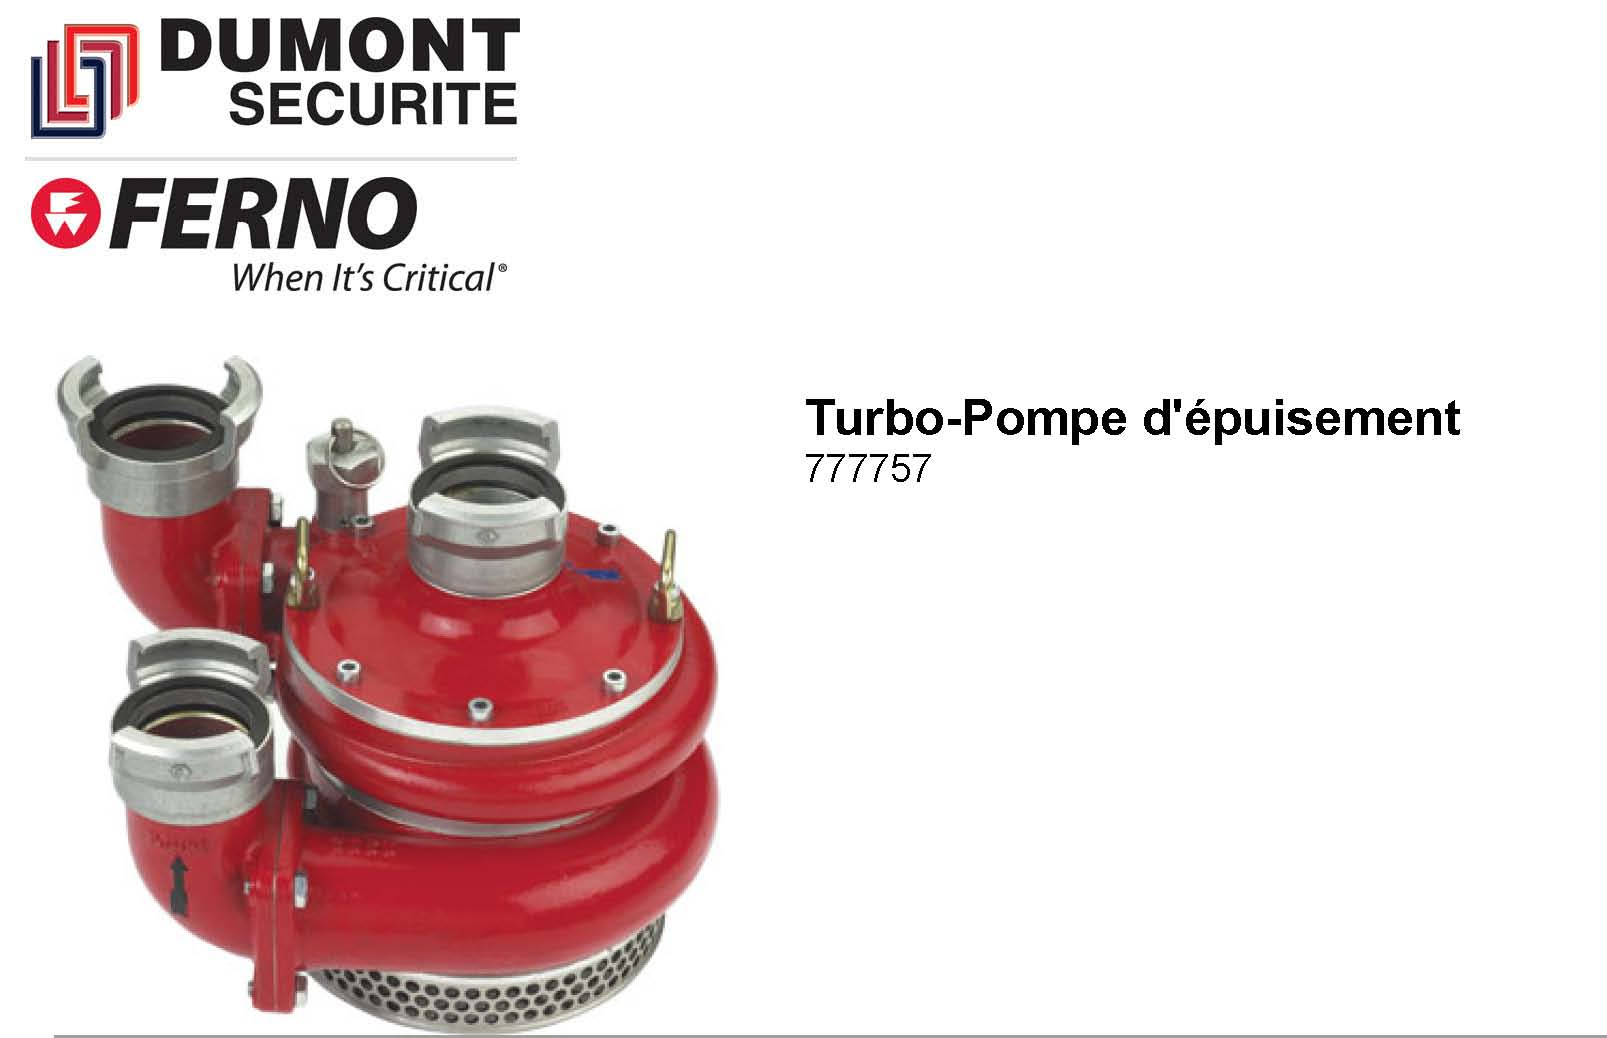 DUMONT
SECURITE
FERNO
When It's Critical®
Turbo-Pompe d'épuisement
777757